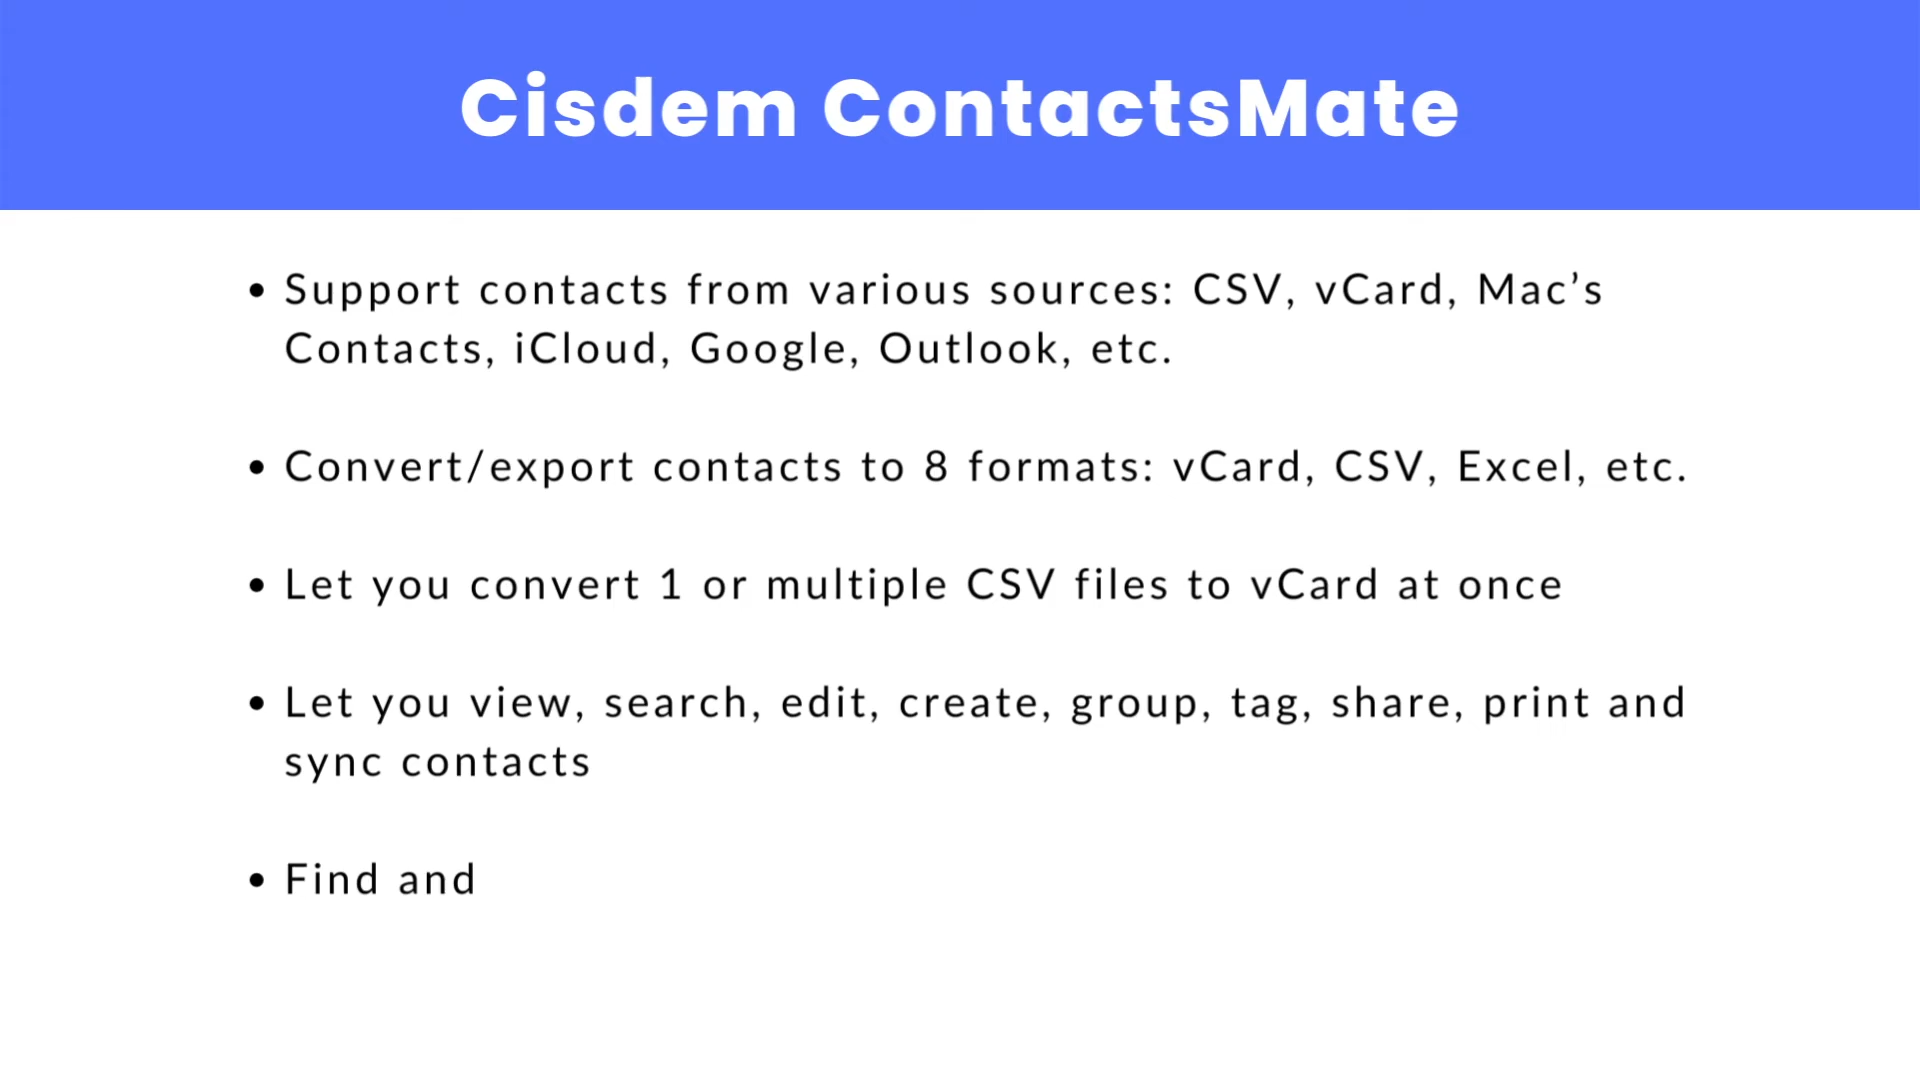 Cisdem ContactsMate
• Support contacts from various sources: CSV, vCard, Mac’s
Contacts, iCloud, Google, Outlook, etc.
• Convert/export contacts to 8 formats: vCard, CSV, Excel, etc.
• Let you convert 1 or multiple CSV files to vCard at once
• Let you view, search, edit, create, group, tag, share, print and
sync contacts
• Find and